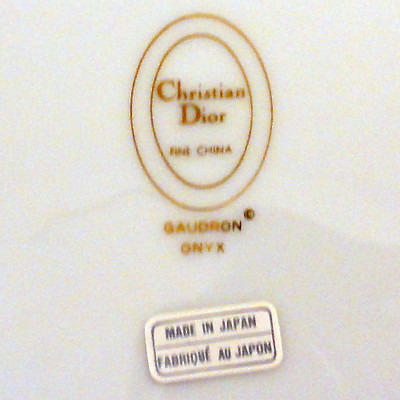 Christian
Dior
FINE CHINA
GAUDRON©
ONYX
MADE IN JAPAN
FABRIQUÉ AU JAPON